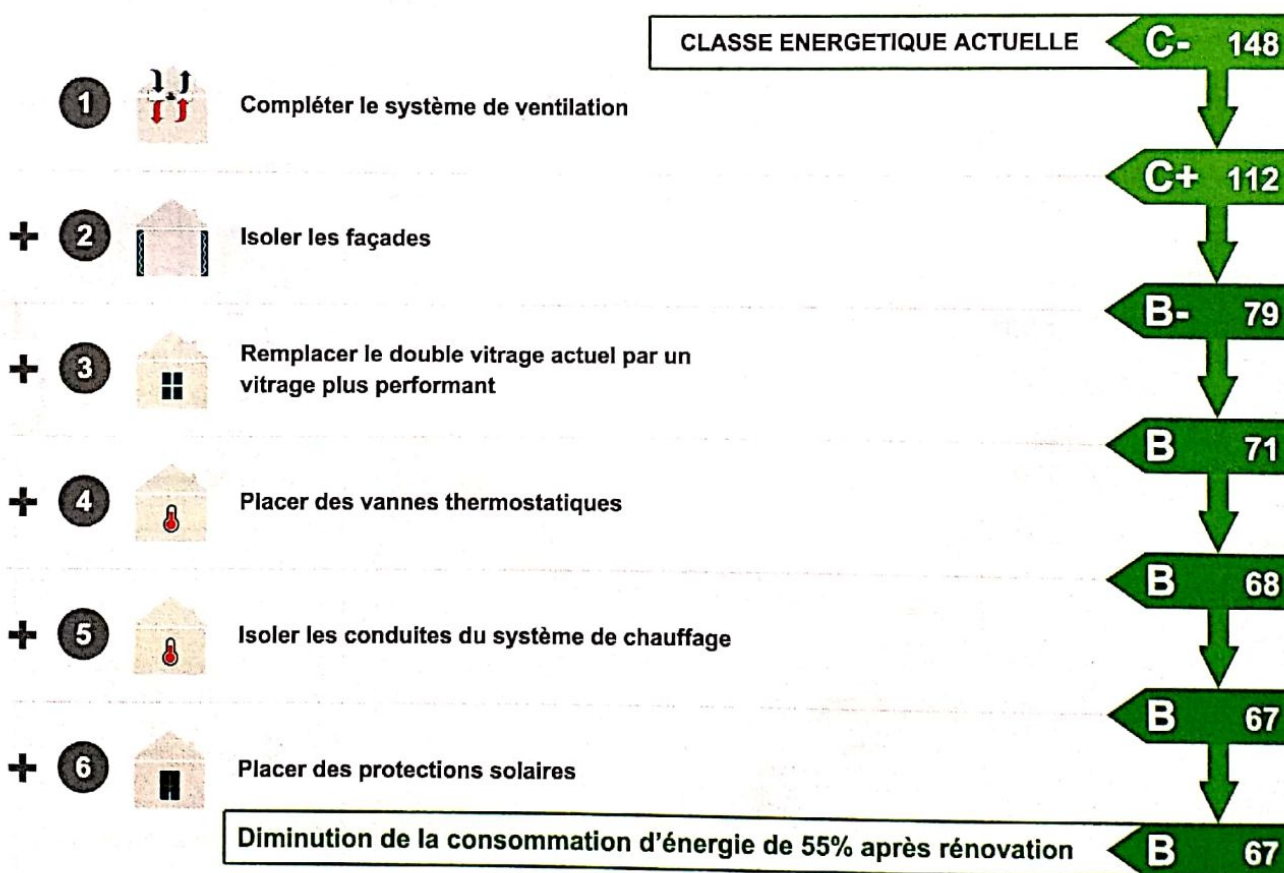 CLASSE ENERGETIQUE ACTUELLE C- 148
1 Compléter le système de ventilation
C+ 112
+ 2 Isoler les façades
B- 79
+ 3 Remplacer le double vitrage actuel par un
vitrage plus performant
B 71
+ 4 Placer des vannes thermostatiques
B 68
+ 5 Isoler les conduites du système de chauffage
B 67
+ 6 Placer des protections solaires
Diminution de la consommation d'énergie de 55% après rénovation B 67